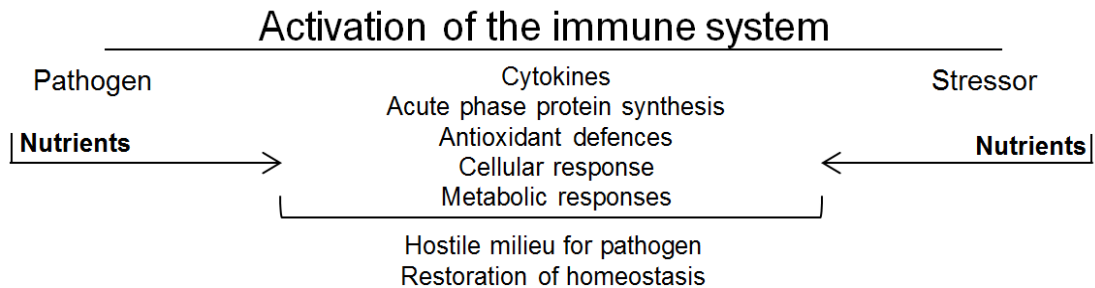 Activation of the immune system
Pathogen
Cytokines
Stressor
Acute phase protein synthesis
Nutrients
Antioxidant defences
Nutrients
Cellular response
Metabolic responses
Hostile milieu for pathogen
Restoration of homeostasis